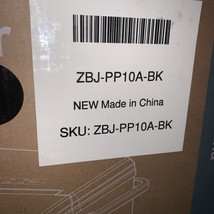 ZBJ-PP10A-BK
NEW Made in China
SKU: ZBJ-PP10A-BK